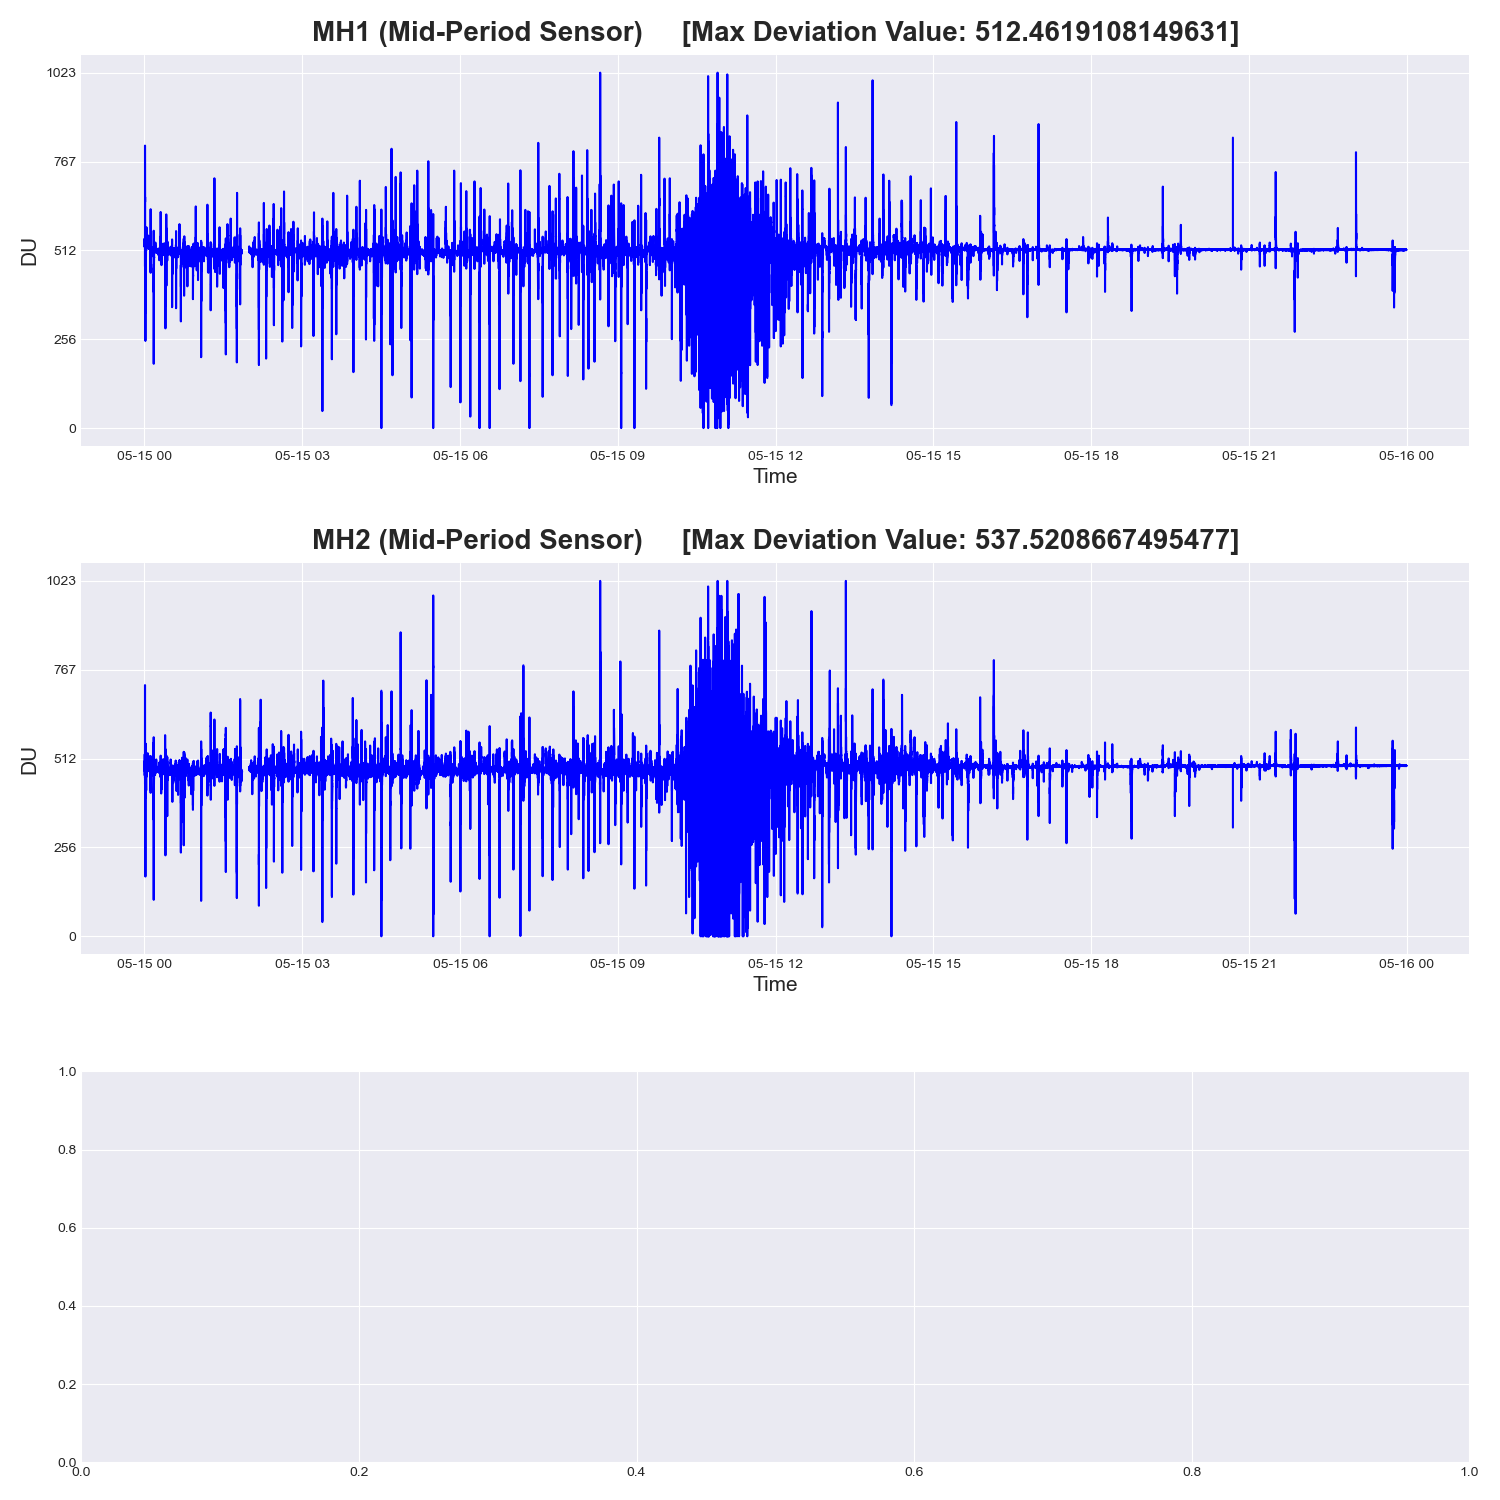 MH1 (Mid-Period Sensor) [Max Deviation Value: 512.4619108149631]
1023
767
512
256
0
DU
05-15 00 05-15 03 05-15 06 05-15 09 05-15 12 05-15 15 05-15 18 05-15 21 05-16 00
Time
MH2 (Mid-Period Sensor) [Max Deviation Value: 537.5208667495477]
1023
767
512
256
0
DU
05-15 00 05-15 03 05-15 06 05-15 09 05-15 12 05-15 15 05-15 18 05-15 21 05-16 00
Time
1.0
0.8
0.6
0.4
0.2
0.0
0.0 0.2 0.4 0.6 0.8 1.0